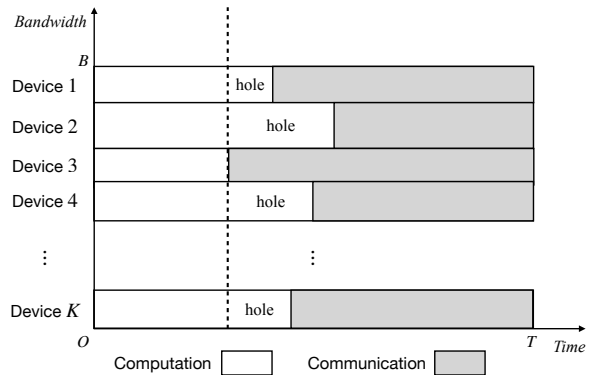 Bandwidth
B
Device 1
hole
Device 2
hole
Device 3
Device 4
hole
⋮ ⋮
Device K
hole
O
T
Time
Computation
Communication